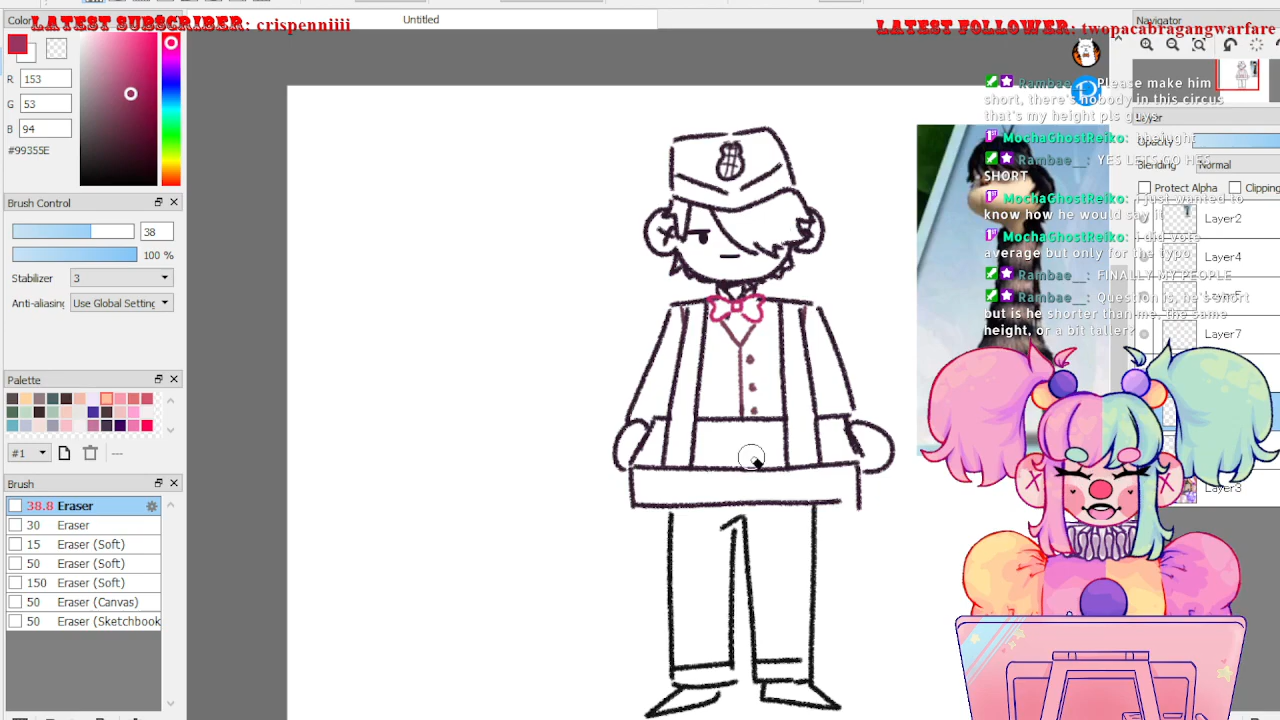 Untitled
Color
LATEST SUBSCRIBER: crispenniiii
LATEST FOLLOWER: twopacabragangwarfare
Navigator
R 153
G 53
B 94
#99355E
Brush Control
38
100 %
Stabilizer 3
Anti-aliasing Use Global Setting
Palette
#1
Brush
38.8 Eraser
30 Eraser
15 Eraser (Soft)
50 Eraser (Soft)
150 Eraser (Soft)
50 Eraser (Canvas)
50 Eraser (Sketchbook
Rambae__: Please make him
short, there's nobody in this circus
that's my height pls
MochaGhostReiko:
Rambae__: YES LETS GO HES
SHORT
MochaGhostReiko: I just wanted to
know how he would say it
MochaGhostReiko: I did vote
average but only for the typo
Rambae__: FINALLY MY PEOPLE
Rambae__: Question
but is he shorter than me, the same
height, or a bit taller?
Layer
Opacity
Blending Normal
Protect Alpha Clipping
Layer2
Layer4
Layer7
Layer3